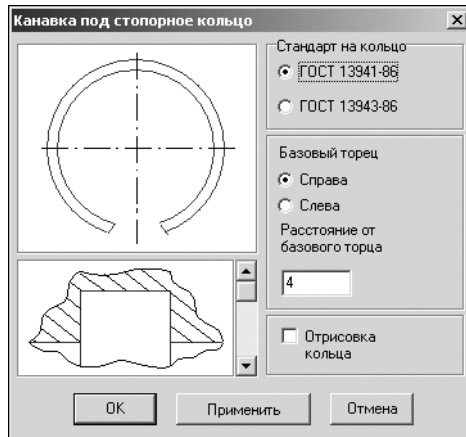 Канавка под стопорное кольцо
Стандарт на кольцо
ГОСТ 13941-86
ГОСТ 13943-86
Базовый торец
Справа
Слева
Расстояние от
базового торца
4
Отрисовка
кольца
OK
Применить
Отмена